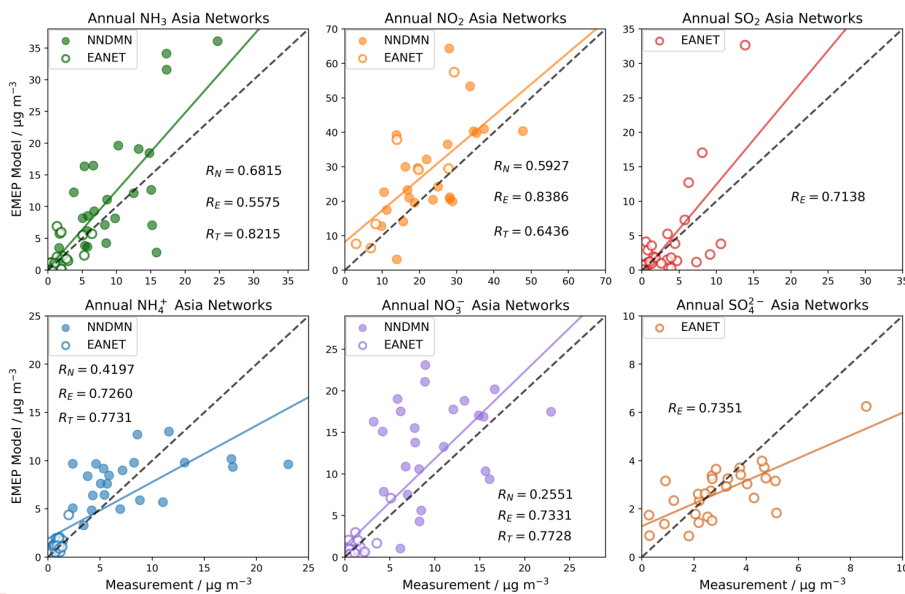 Annual NH₃ Asia Networks
NNDMN
EANET
R_N = 0.6815
R_E = 0.5575
R_T = 0.8215
EMEP Model / μg m⁻³
35
30
25
20
15
10
5
0
0 5 10 15 20 25 30 35
Annual NO₂ Asia Networks
NNDMN
EANET
R_N = 0.5927
R_E = 0.8386
R_T = 0.6436
70
60
50
40
30
20
10
0
0 10 20 30 40 50 60 70
Annual SO₂ Asia Networks
EANET
R_E = 0.7138
35
30
25
20
15
10
5
0
0 5 10 15 20 25 30 35
Annual NH₄⁺ Asia Networks
NNDMN
EANET
R_N = 0.4197
R_E = 0.7260
R_T = 0.7731
EMEP Model / μg m⁻³
25
20
15
10
5
0
0 5 10 15 20 25
Measurement / μg m⁻³
Annual NO₃⁻ Asia Networks
NNDMN
EANET
R_N = 0.2551
R_E = 0.7331
R_T = 0.7728
25
20
15
10
5
0
0 5 10 15 20 25
Measurement / μg m⁻³
Annual SO₄²⁻ Asia Networks
EANET
R_E = 0.7351
10
8
6
4
2
0
0 2 4 6 8 10
Measurement / μg m⁻³